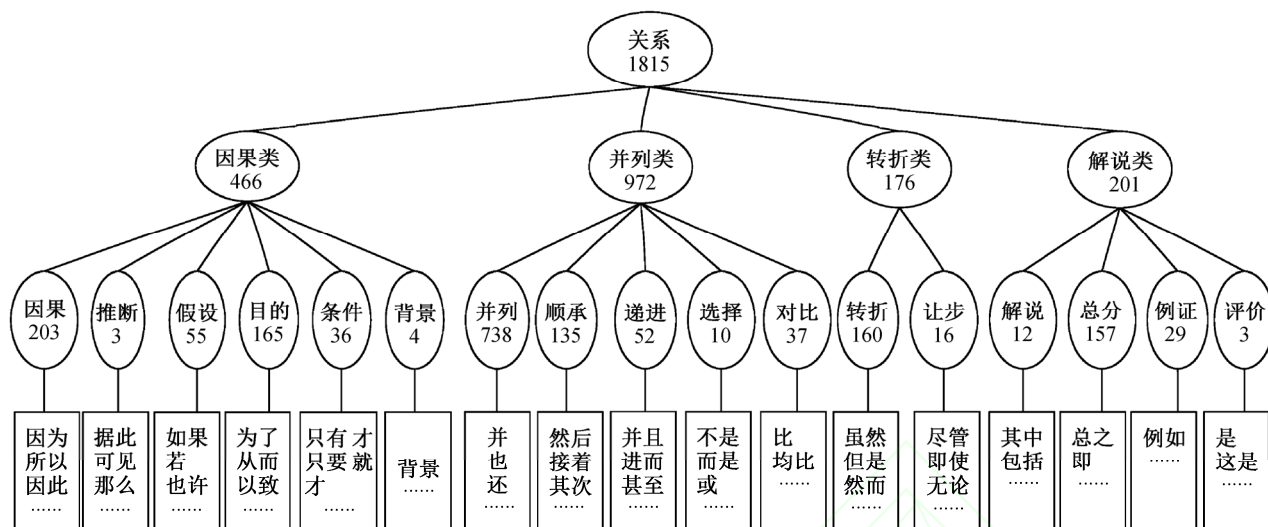 关系
1815
因果类
466
并列类
972
转折类
176
解说类
201
因果
203
推断
3
假设
55
目的
165
条件
36
背景
4
并列
738
顺承
135
递进
52
选择
10
对比
37
转折
160
让步
16
解说
12
总分
157
例证
29
评价
3
因为
所以
因此
……
据此
可见
那么
……
如果
若
也许
……
为了
从而
以致
……
只有 才
只要 就
才
……
背景
……
并
也
还
……
然后
接着
其次
……
并且
进而
甚至
……
不是
而是
或
……
比
均比
……
虽然
但是
然而
……
尽管
即使
无论
……
其中
包括
……
总之
即
……
例如
……
是
这是
……